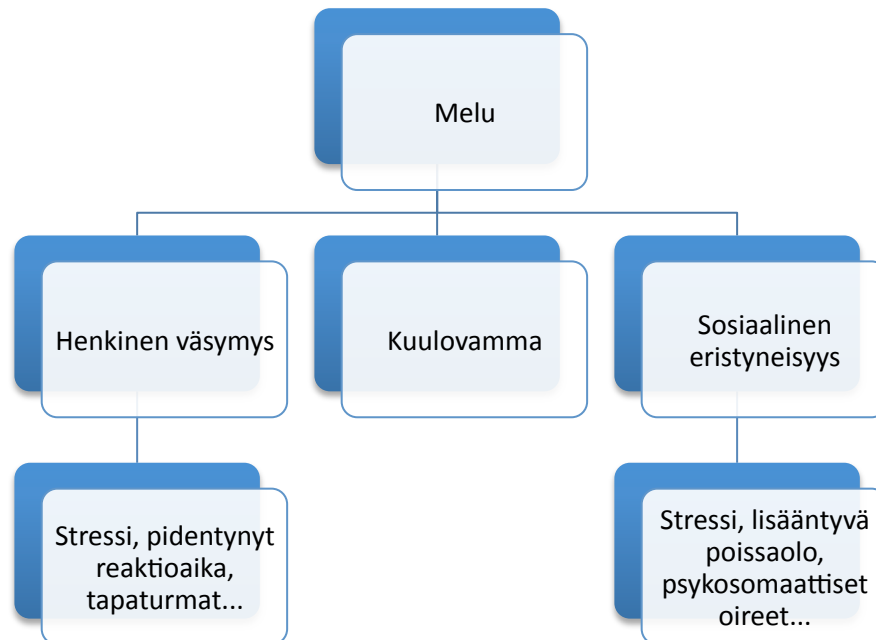 Melu
Henkinen väsymys
Kuulovamma
Sosiaalinen
eristyneisyys
Stressi, pidentynyt
reaktioaika,
tapaturmat...
Stressi, lisääntyvä
poissaolo,
psykosomaattiset
oireet...